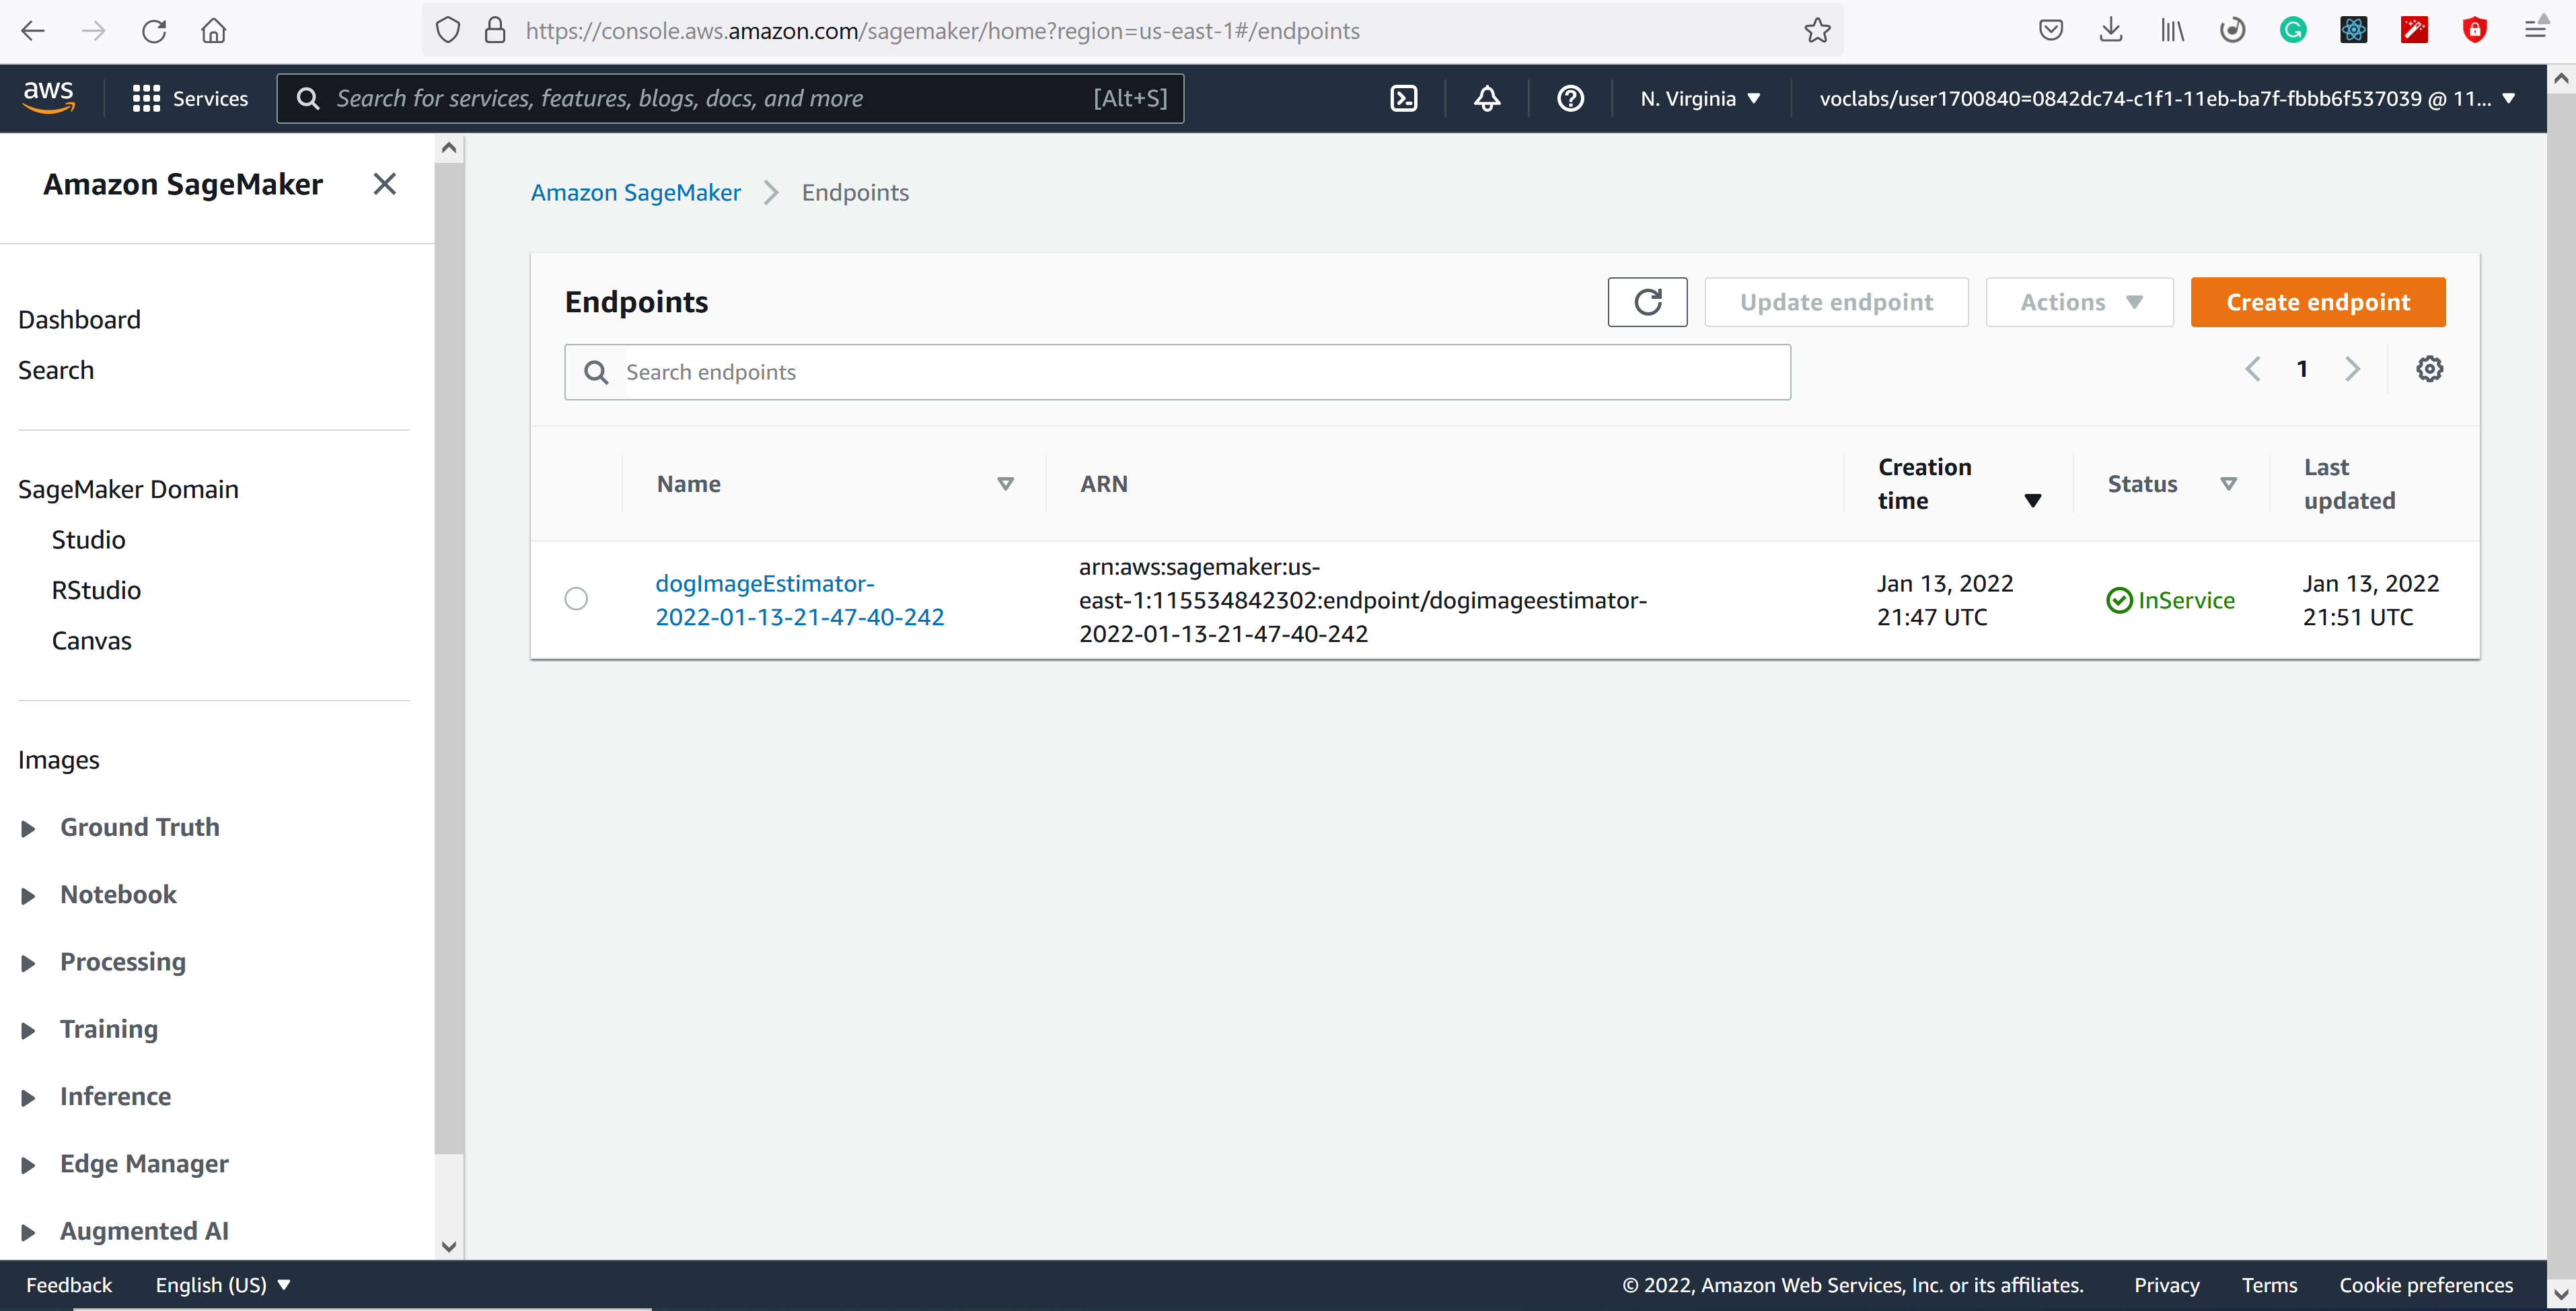 https://console.aws.amazon.com/sagemaker/home?region=us-east-1#/endpoints
aws
Services
Search for services, features, blogs, docs, and more
[Alt+S]
N. Virginia
voclabs/user1700840=0842dc74-c1f1-11eb-ba7f-fbbb6f537039 @ 11...
Amazon SageMaker
Dashboard
Search
SageMaker Domain
Studio
RStudio
Canvas
Images
Ground Truth
Notebook
Processing
Training
Inference
Edge Manager
Augmented AI
Amazon SageMaker
Endpoints
Endpoints
Update endpoint
Actions
Create endpoint
Search endpoints
1
Name
ARN
Creation
time
Status
Last
updated
dogImageEstimator-
2022-01-13-21-47-40-242
arn:aws:sagemaker:us-
east-1:115534842302:endpoint/dogimageestimator-
2022-01-13-21-47-40-242
Jan 13, 2022
21:47 UTC
InService
Jan 13, 2022
21:51 UTC
Feedback
English (US)
© 2022, Amazon Web Services, Inc. or its affiliates.
Privacy
Terms
Cookie preferences